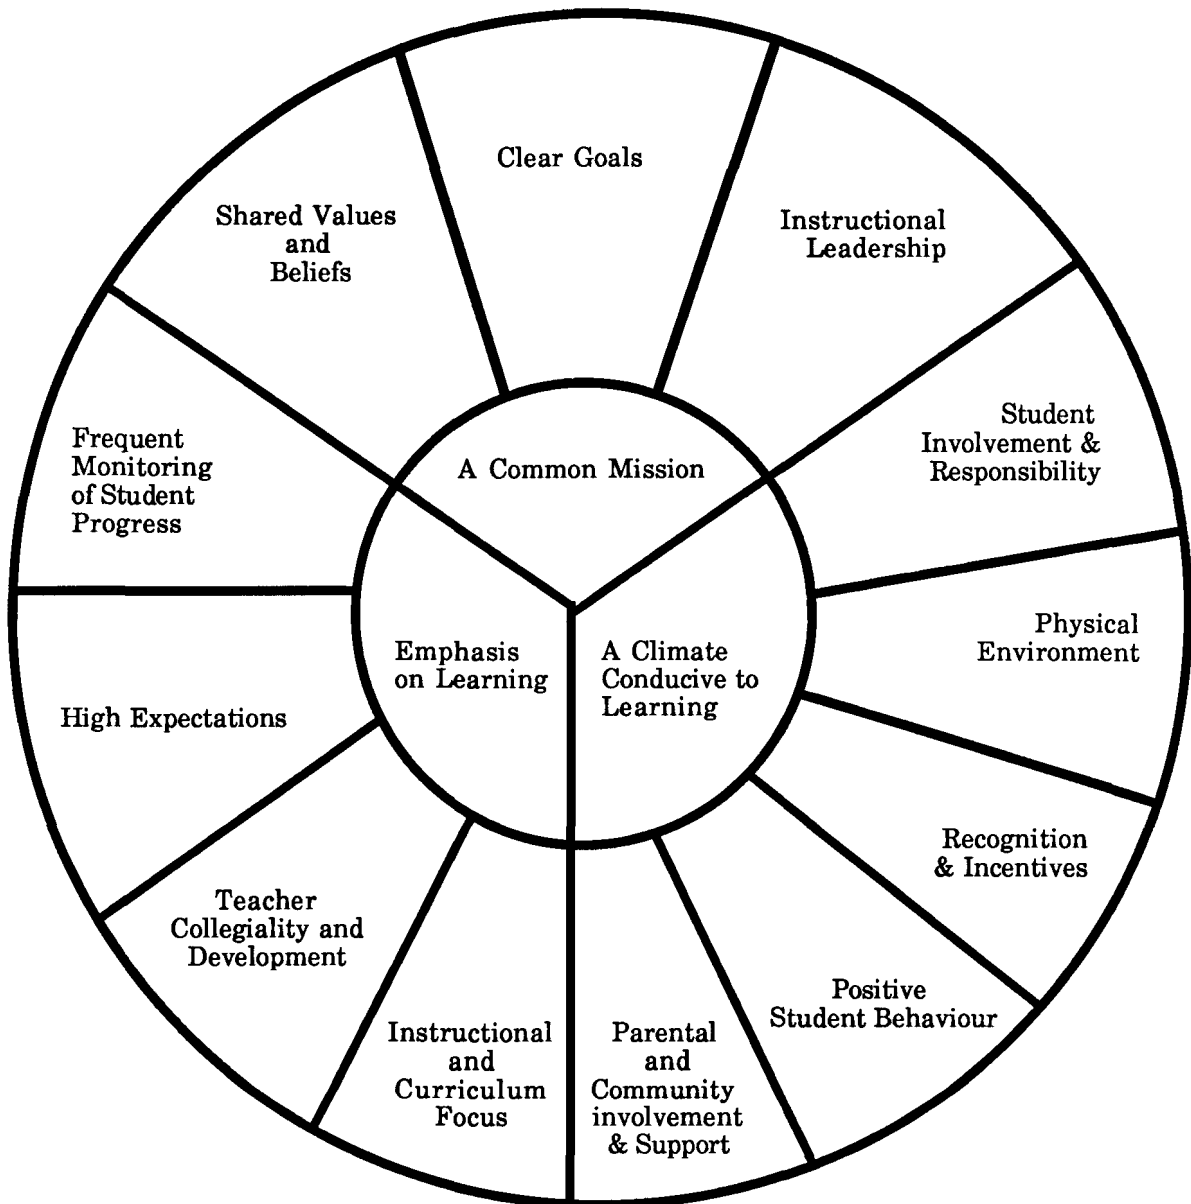 Clear Goals
Shared Values
and
Beliefs
Instructional
Leadership
Student
Involvement &
Responsibility
Frequent
Monitoring
of Student
Progress
A Common Mission
Physical
Environment
Emphasis
on Learning
A Climate
Conducive to
Learning
High Expectations
Recognition
& Incentives
Teacher
Collegiality and
Development
Positive
Student Behaviour
Instructional
and
Curriculum
Focus
Parental
and
Community
involvement
& Support